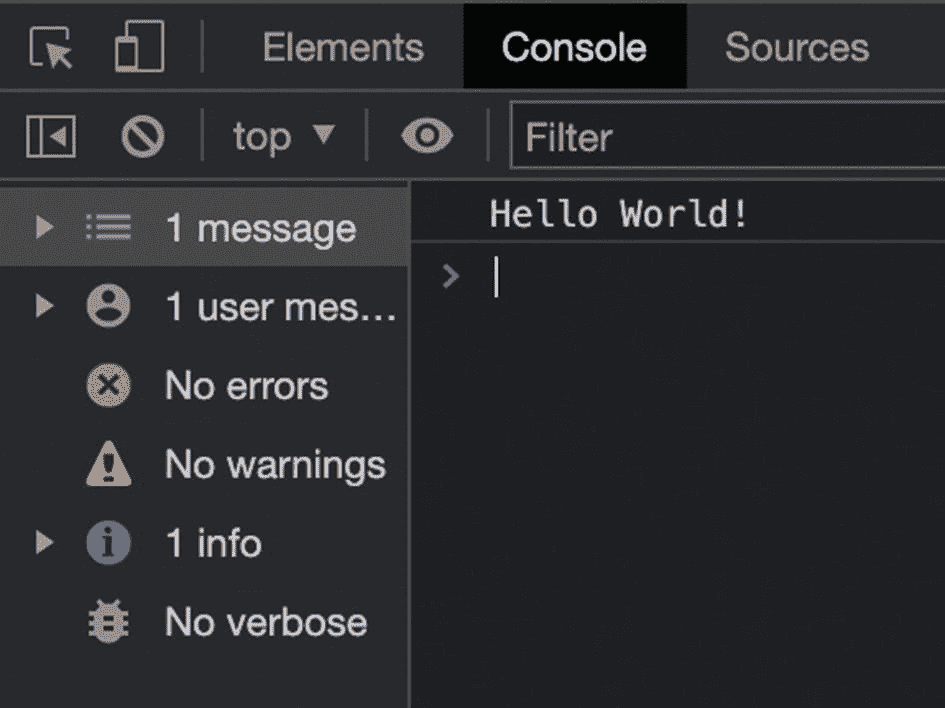 Elements Console Sources
top Filter
1 message
1 user mes…
No errors
No warnings
1 info
No verbose
Hello World!
>